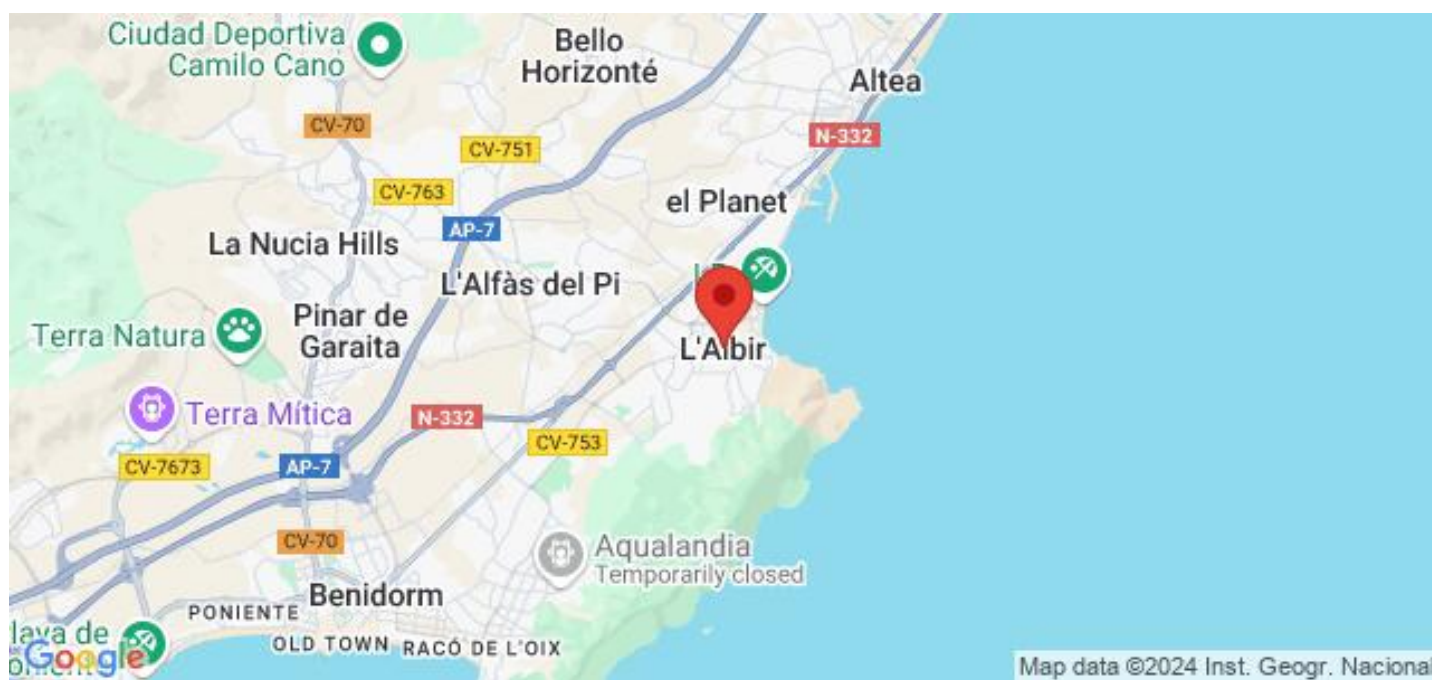 Ciudad Deportiva
Camilo Cano
Bello
Horizonté
Altea
CV-70
N-332
CV-751
CV-763
el Planet
AP-7
La Nucia Hills
L'Alfàs del Pi
Pinar de
Garaita
Terra Natura
L'Albir
Terra Mítica
N-332
CV-753
CV-7673
AP-7
CV-70
Aqualandia
Temporarily closed
Benidorm
PONIENTE
OLD TOWN
RACÓ DE L'OIX
laya de
Google
Map data ©2024 Inst. Geogr. Nacional